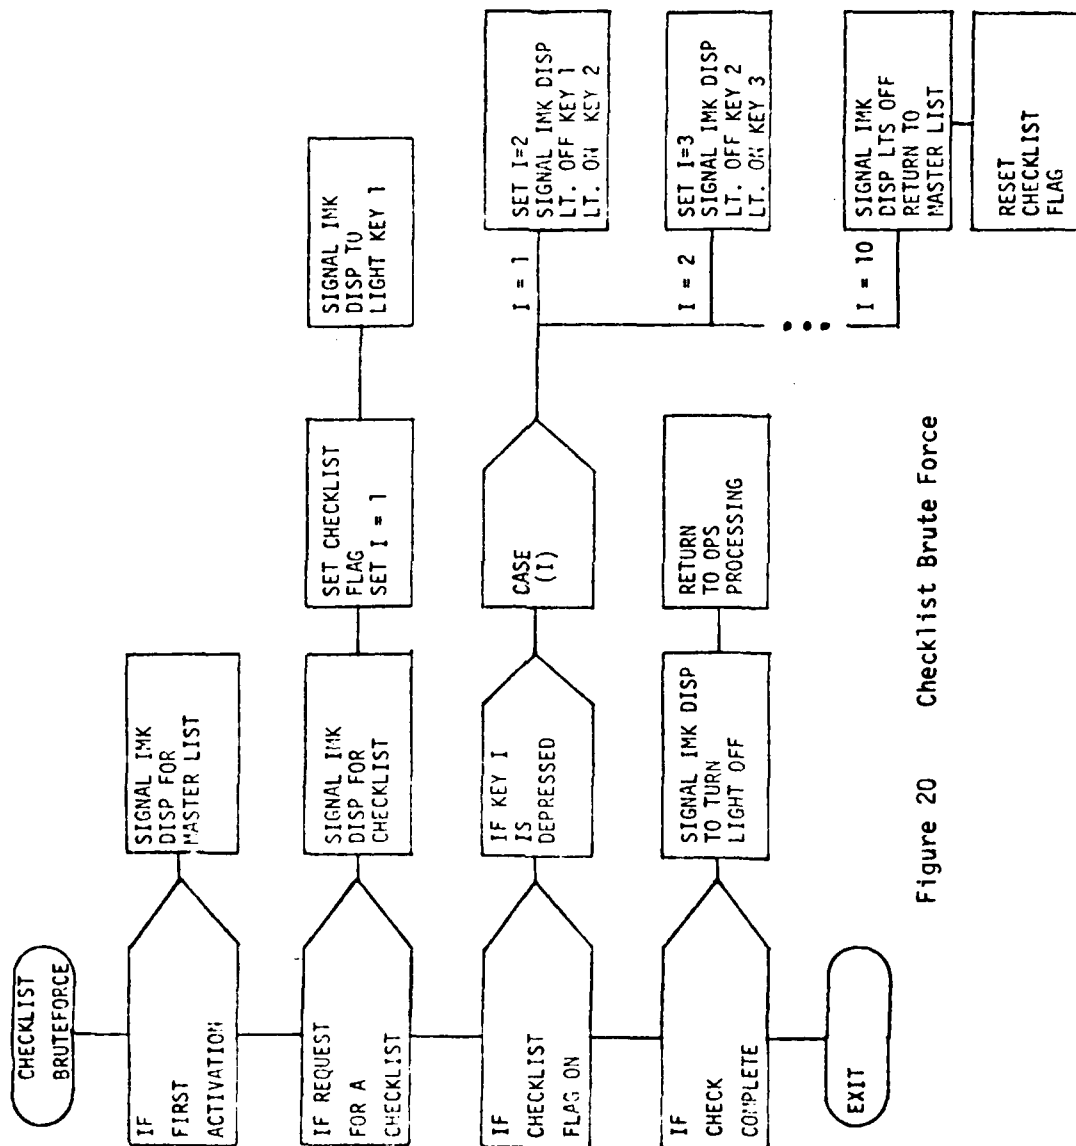 CHECKLIST
BRUTEFORCE
IF
FIRST
ACTIVATION
SIGNAL IMK
DISP FOR
MASTER LIST
IF REQUEST
FOR A
CHECKLIST
SIGNAL IMK
DISP FOR
CHECKLIST
SET CHECKLIST
FLAG
SET I = 1
SIGNAL IMK
DISP TO
LIGHT KEY 1
IF
CHECKLIST
FLAG ON
IF KEY I
IS
DEPRESSED
CASE
(I)
I = 1
SET I=2
SIGNAL IMK DISP
LT. OFF KEY 1
LT. ON KEY 2
I = 2
SET I=3
SIGNAL IMK DISP
LT. OFF KEY 2
LT. ON KEY 3
I = 10
SIGNAL IMK
DISP LTS OFF
RETURN TO
MASTER LIST
RESET
CHECKLIST
FLAG
IF
CHECK
COMPLETE
SIGNAL IMK DISP
TO TURN
LIGHT OFF
RETURN
TO OPS
PROCESSING
EXIT
Figure 20 Checklist Brute Force